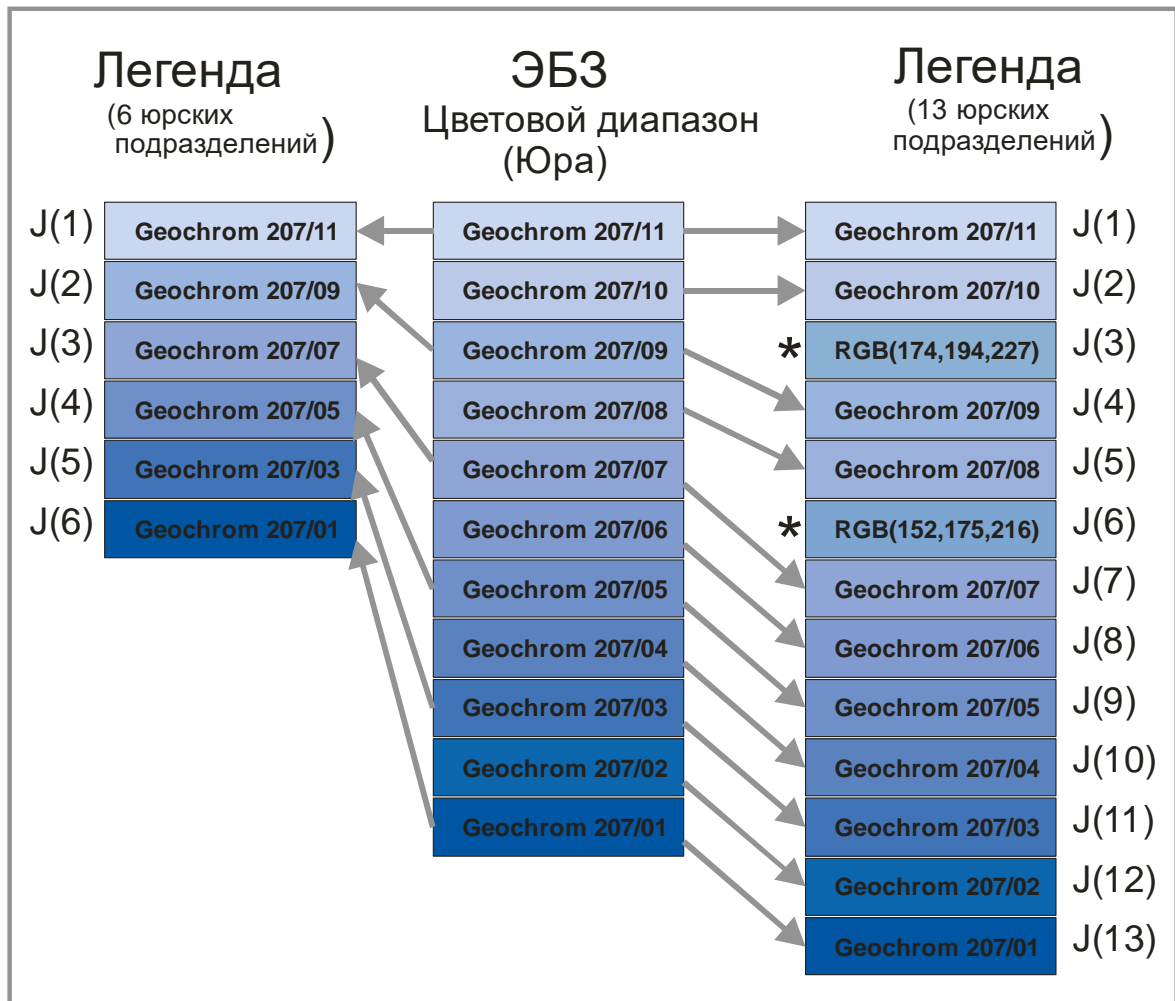 Легенда
(6 юрских
подразделений)
J(1) Geochrom 207/11
J(2) Geochrom 207/09
J(3) Geochrom 207/07
J(4) Geochrom 207/05
J(5) Geochrom 207/03
J(6) Geochrom 207/01
ЭБЗ
Цветовой диапазон
(Юра)
Geochrom 207/11
Geochrom 207/10
Geochrom 207/09
Geochrom 207/08
Geochrom 207/07
Geochrom 207/06
Geochrom 207/05
Geochrom 207/04
Geochrom 207/03
Geochrom 207/02
Geochrom 207/01
Легенда
(13 юрских
подразделений)
Geochrom 207/11 J(1)
Geochrom 207/10 J(2)
* RGB(174,194,227) J(3)
Geochrom 207/09 J(4)
Geochrom 207/08 J(5)
* RGB(152,175,216) J(6)
Geochrom 207/07 J(7)
Geochrom 207/06 J(8)
Geochrom 207/05 J(9)
Geochrom 207/04 J(10)
Geochrom 207/03 J(11)
Geochrom 207/02 J(12)
Geochrom 207/01 J(13)